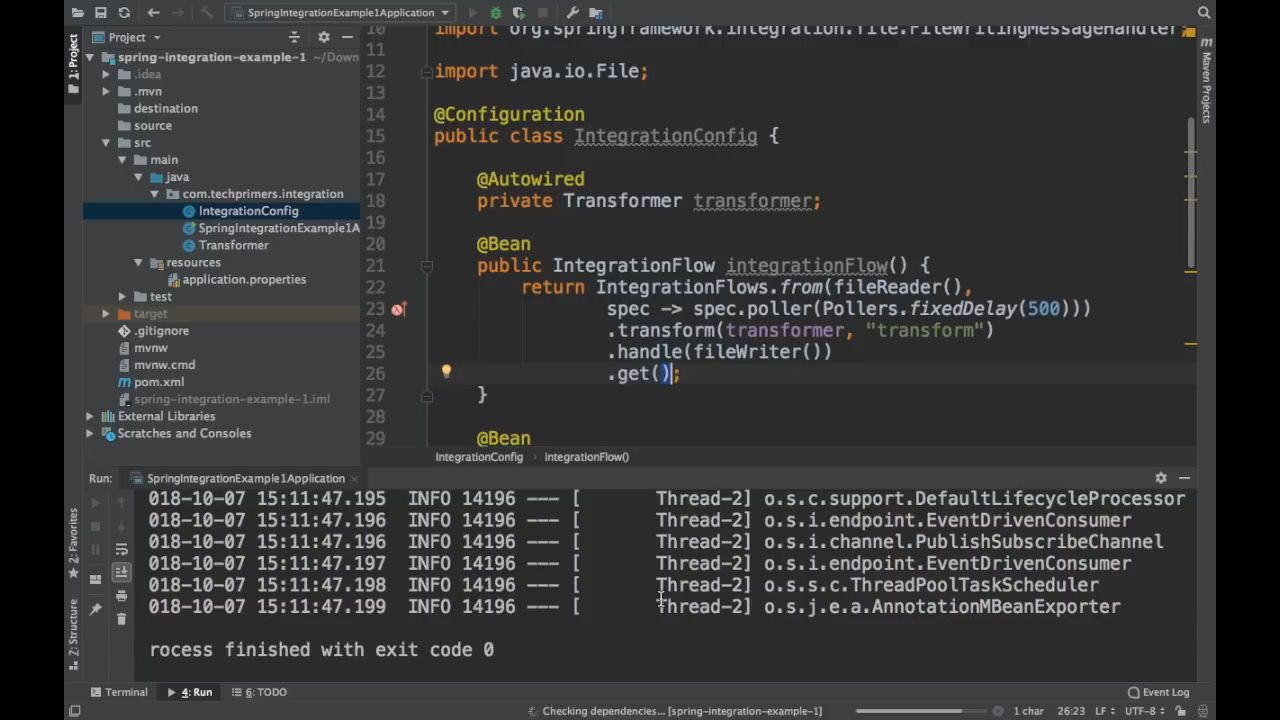 SpringIntegrationExample1Application
1: Project
Project
spring-integration-example-1 ~/Down
.idea
.mvn
destination
source
src
main
java
com.techprimers.integration
IntegrationConfig
SpringIntegrationExample1A
Transformer
resources
application.properties
test
target
.gitignore
mvnw
mvnw.cmd
pom.xml
spring-integration-example-1.iml
External Libraries
Scratches and Consoles
10 import org.springframework.integration.file.FileWritingMessageHandler;
11
12 import java.io.File;
13
14 @Configuration
15 public class IntegrationConfig {
16
17 @Autowired
18 private Transformer transformer;
19
20 @Bean
21 public IntegrationFlow integrationFlow() {
22 return IntegrationFlows.from(fileReader(),
23 spec -> spec.poller(Pollers.fixedDelay(500)))
24 .transform(transformer, "transform")
25 .handle(fileWriter())
26 .get();
27 }
28
29 @Bean
IntegrationConfig integrationFlow()
Maven Projects
Run: SpringIntegrationExample1Application
018-10-07 15:11:47.195 INFO 14196 --- [ Thread-2] o.s.c.support.DefaultLifecycleProcessor
018-10-07 15:11:47.196 INFO 14196 --- [ Thread-2] o.s.i.endpoint.EventDrivenConsumer
018-10-07 15:11:47.196 INFO 14196 --- [ Thread-2] o.s.i.channel.PublishSubscribeChannel
018-10-07 15:11:47.197 INFO 14196 --- [ Thread-2] o.s.i.endpoint.EventDrivenConsumer
018-10-07 15:11:47.198 INFO 14196 --- [ Thread-2] o.s.s.c.ThreadPoolTaskScheduler
018-10-07 15:11:47.199 INFO 14196 --- [ Thread-2] o.s.j.e.a.AnnotationMBeanExporter
rocess finished with exit code 0
2: Favorites
Z: Structure
Terminal 4: Run 6: TODO Event Log
Checking dependencies... [spring-integration-example-1] 1 char 26:23 LF UTF-8